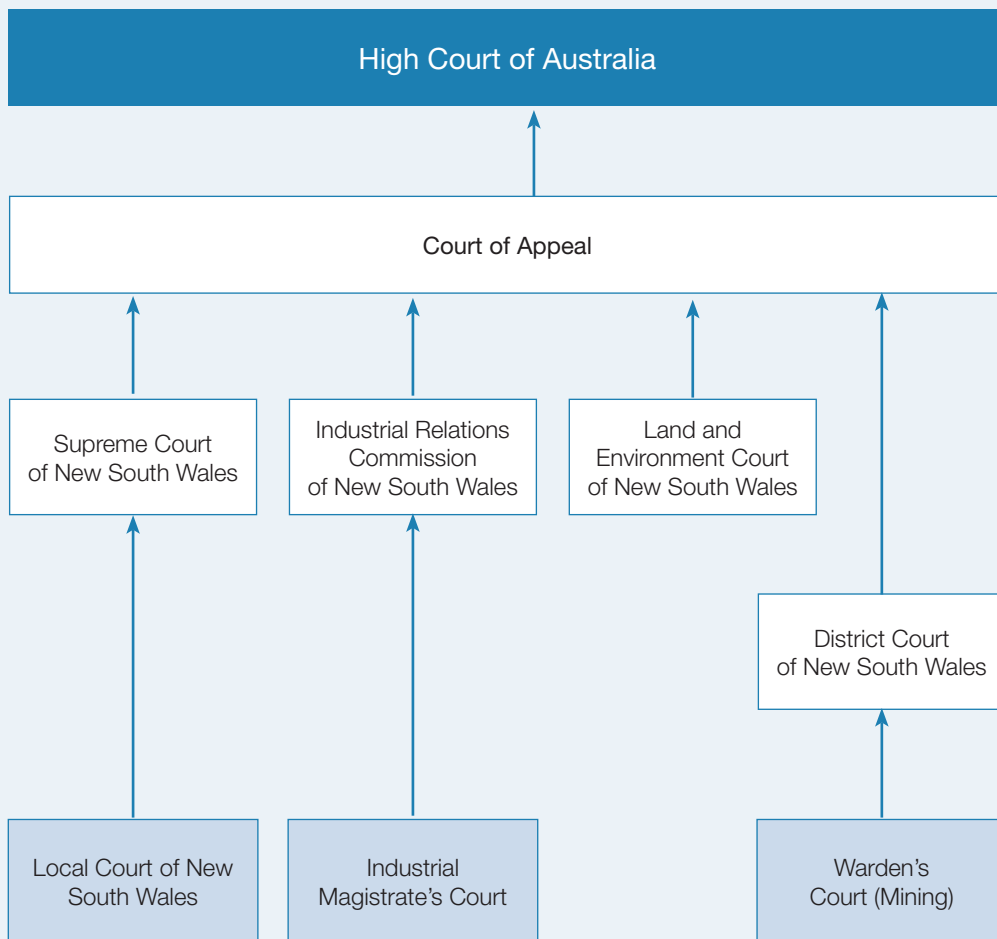 High Court of Australia
Court of Appeal
Supreme Court
of New South Wales
Industrial Relations
Commission
of New South Wales
Land and
Environment Court
of New South Wales
District Court
of New South Wales
Local Court of New
South Wales
Industrial
Magistrate's Court
Warden's
Court (Mining)